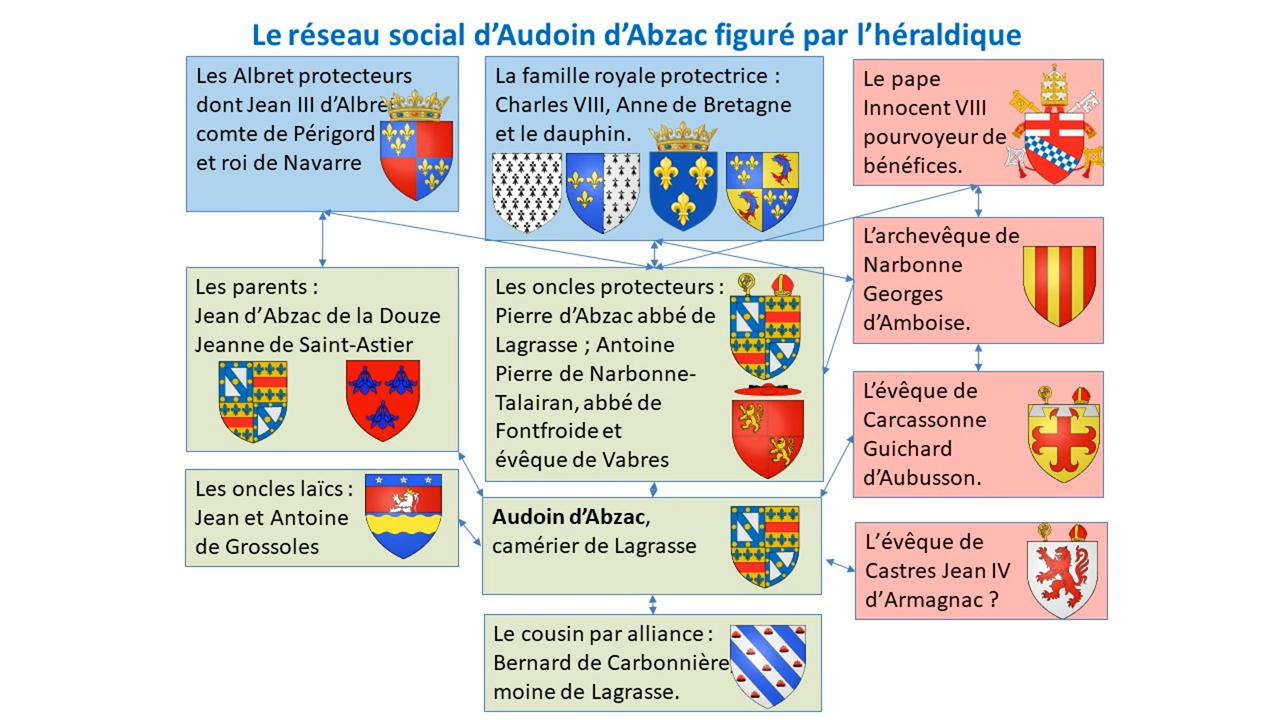 Le réseau social d'Audoin d'Abzac figuré par l'héraldique
Les Albret protecteurs
dont Jean III d'Albret
comte de Périgord
et roi de Navarre
La famille royale protectrice :
Charles VIII, Anne de Bretagne
et le dauphin.
Le pape
Innocent VIII
pourvoyeur de
bénéfices.
L'archevêque de
Narbonne
Georges
d'Amboise.
Les parents :
Jean d'Abzac de la Douze
Jeanne de Saint-Astier
Les oncles protecteurs :
Pierre d'Abzac abbé de
Lagrasse ; Antoine
Pierre de Narbonne-
Talairan, abbé de
Fontfroide et
évêque de Vabres
L'évêque de
Carcassonne
Guichard
d'Aubusson.
Les oncles laïcs :
Jean et Antoine
de Grossoles
Audoin d'Abzac,
camérier de Lagrasse
L'évêque de
Castres Jean IV
d'Armagnac ?
Le cousin par alliance :
Bernard de Carbonnière,
moine de Lagrasse.